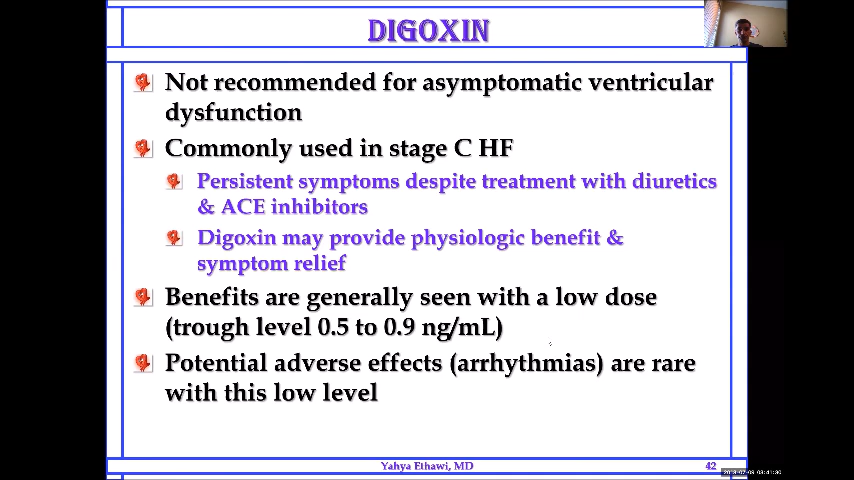 DIGOXIN
Not recommended for asymptomatic ventricular
dysfunction
Commonly used in stage C HF
Persistent symptoms despite treatment with diuretics
& ACE inhibitors
Digoxin may provide physiologic benefit &
symptom relief
Benefits are generally seen with a low dose
(trough level 0.5 to 0.9 ng/mL)
Potential adverse effects (arrhythmias) are rare
with this low level
Yahya Ethawi, MD
42